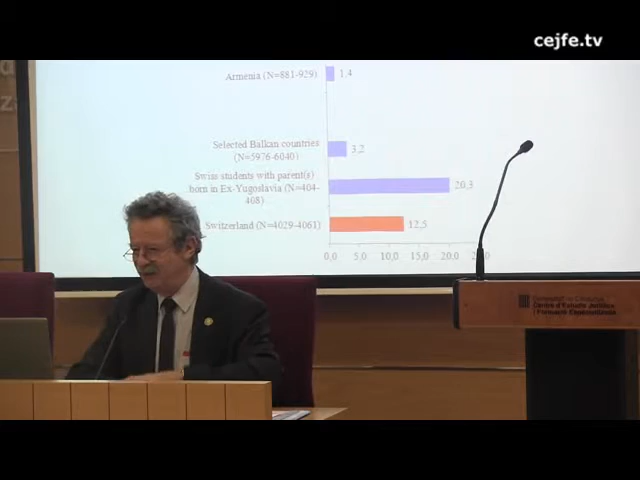 cejfe.tv
Armenia (N=881-929)
1,4
Selected Balkan countries
(N=5976-6040)
3,2
Swiss students with parent(s)
born in Ex-Yugoslavia (N=404-
408)
20,3
Switzerland (N=4029-4061)
12,5
0,0 5,0 10,0 15,0 20,0
Centre d'Estudis Jurídics
i Formació Especialitzada